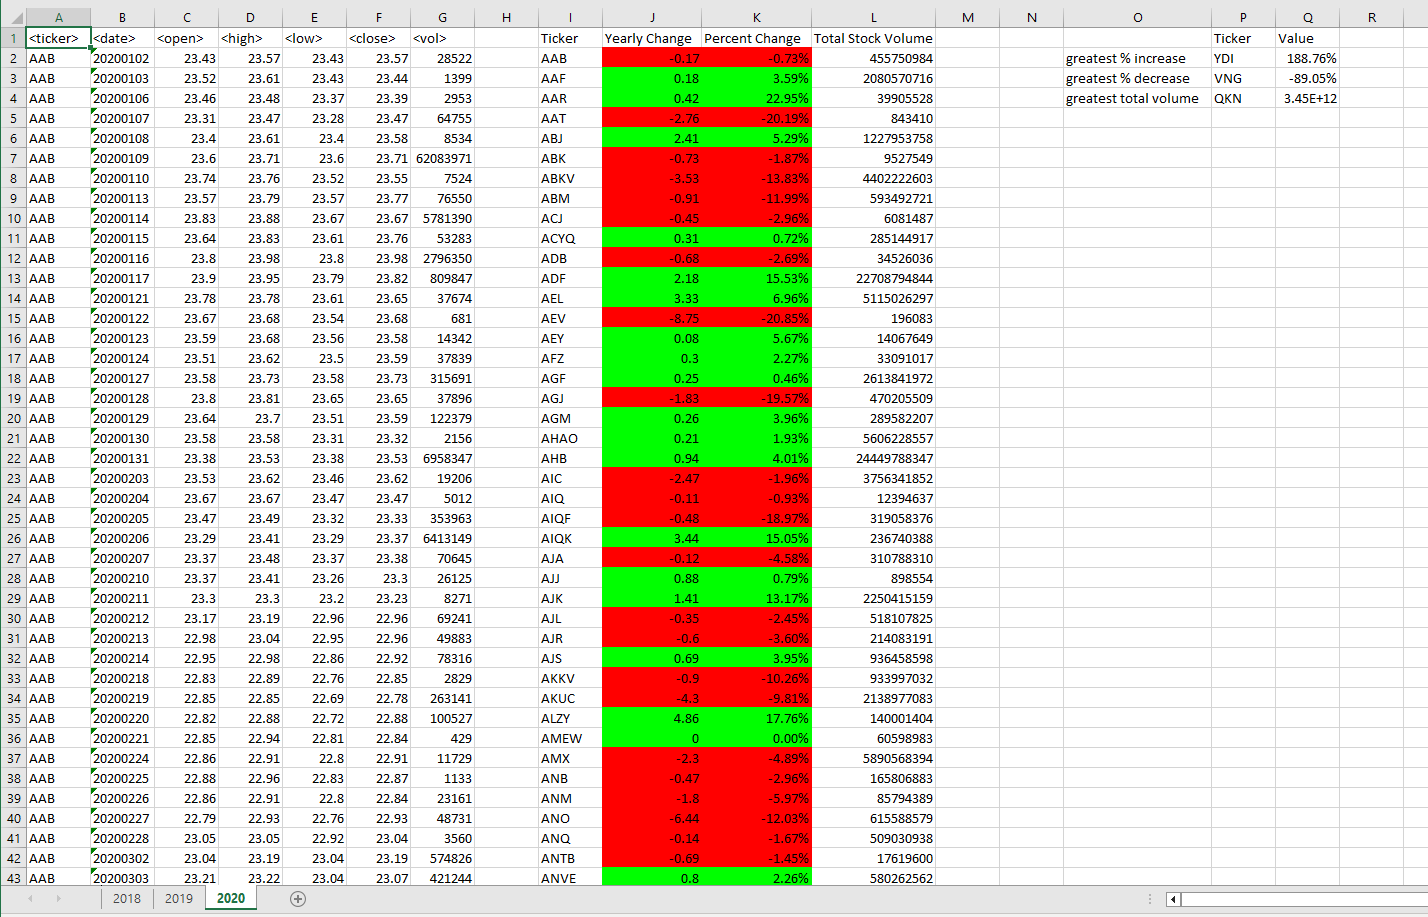 A B C D E F G H I J K L M N O P Q R
1 <ticker> <date> <open> <high> <low> <close> <vol> Ticker Yearly Change Percent Change Total Stock Volume Ticker Value
2 AAB 20200102 23.43 23.57 23.43 23.57 28522 AAB -0.17 -0.73% 455750984 greatest % increase YDI 188.76%
3 AAB 20200103 23.52 23.61 23.43 23.44 1399 AAF 0.18 3.59% 2080570716 greatest % decrease VNG -89.05%
4 AAB 20200106 23.46 23.48 23.37 23.39 2953 AAR 0.42 22.95% 39905528 greatest total volume QKN 3.45E+12
5 AAB 20200107 23.31 23.47 23.28 23.47 64755 AAT -2.76 -20.19% 843410
6 AAB 20200108 23.4 23.61 23.4 23.58 8534 ABJ 2.41 5.29% 1227953758
7 AAB 20200109 23.6 23.71 23.6 23.71 62083971 ABK -0.73 -1.87% 9527549
8 AAB 20200110 23.74 23.76 23.52 23.55 7524 ABKV -3.53 -13.83% 4402222603
9 AAB 20200113 23.57 23.79 23.57 23.77 76550 ABM -0.91 -11.99% 593492721
10 AAB 20200114 23.83 23.88 23.67 23.67 5781390 ACJ -0.45 -2.96% 6081487
11 AAB 20200115 23.64 23.83 23.61 23.76 53283 ACYQ 0.31 0.72% 285144917
12 AAB 20200116 23.8 23.98 23.8 23.98 2796350 ADB -0.68 -2.69% 34526036
13 AAB 20200117 23.9 23.95 23.79 23.82 809847 ADF 2.18 15.53% 22708794844
14 AAB 20200121 23.78 23.78 23.61 23.65 37674 AEL 3.33 6.96% 5115026297
15 AAB 20200122 23.67 23.68 23.54 23.68 681 AEV -8.75 -20.85% 196083
16 AAB 20200123 23.59 23.68 23.56 23.58 14342 AEY 0.08 5.67% 14067649
17 AAB 20200124 23.51 23.62 23.5 23.59 37839 AFZ 0.3 2.27% 33091017
18 AAB 20200127 23.58 23.73 23.58 23.73 315691 AGF 0.25 0.46% 2613841972
19 AAB 20200128 23.8 23.81 23.65 23.65 37896 AGJ -1.83 -19.57% 470205509
20 AAB 20200129 23.64 23.7 23.51 23.59 122379 AGM 0.26 3.96% 289582207
21 AAB 20200130 23.58 23.58 23.31 23.32 2156 AHAO 0.21 1.93% 5606228557
22 AAB 20200131 23.38 23.53 23.38 23.53 6958347 AHB 0.94 4.01% 24449788347
23 AAB 20200203 23.53 23.62 23.46 23.62 19206 AIC -2.47 -1.96% 3756341852
24 AAB 20200204 23.67 23.67 23.47 23.47 5012 AIQ -0.11 -0.93% 12394637
25 AAB 20200205 23.47 23.49 23.32 23.33 353963 AIQF -0.48 -18.97% 319058376
26 AAB 20200206 23.29 23.41 23.29 23.37 6413149 AIQK 3.44 15.05% 236740388
27 AAB 20200207 23.37 23.48 23.37 23.38 70645 AJA -0.12 -4.58% 310788310
28 AAB 20200210 23.37 23.41 23.26 23.3 26125 AJJ 0.88 0.79% 898554
29 AAB 20200211 23.3 23.3 23.2 23.23 8271 AJK 1.41 13.17% 2250415159
30 AAB 20200212 23.17 23.19 22.96 22.96 69241 AJL -0.35 -2.45% 518107825
31 AAB 20200213 22.98 23.04 22.95 22.96 49883 AJR -0.6 -3.60% 214083191
32 AAB 20200214 22.95 22.98 22.86 22.92 78316 AJS 0.69 3.95% 936458598
33 AAB 20200218 22.83 22.89 22.76 22.85 2829 AKKV -0.9 -10.26% 933997032
34 AAB 20200219 22.85 22.85 22.69 22.78 263141 AKUC -4.3 -9.81% 2138977083
35 AAB 20200220 22.82 22.88 22.72 22.88 100527 ALZY 4.86 17.76% 140001404
36 AAB 20200221 22.85 22.94 22.81 22.84 429 AMEW 0 0.00% 60598983
37 AAB 20200224 22.86 22.91 22.8 22.91 11729 AMX -2.3 -4.89% 5890568394
38 AAB 20200225 22.88 22.96 22.83 22.87 1133 ANB -0.47 -2.96% 165806883
39 AAB 20200226 22.86 22.91 22.8 22.84 23161 ANM -1.8 -5.97% 85794389
40 AAB 20200227 22.79 22.93 22.76 22.93 48731 ANO -6.44 -12.03% 615588579
41 AAB 20200228 23.05 23.05 22.92 23.04 3560 ANQ -0.14 -1.67% 509030938
42 AAB 20200302 23.04 23.19 23.04 23.19 574826 ANTB -0.69 -1.45% 17619600
43 AAB 20200303 23.21 23.22 23.04 23.07 421244 ANVE 0.8 2.26% 580262562
2018 2019 2020